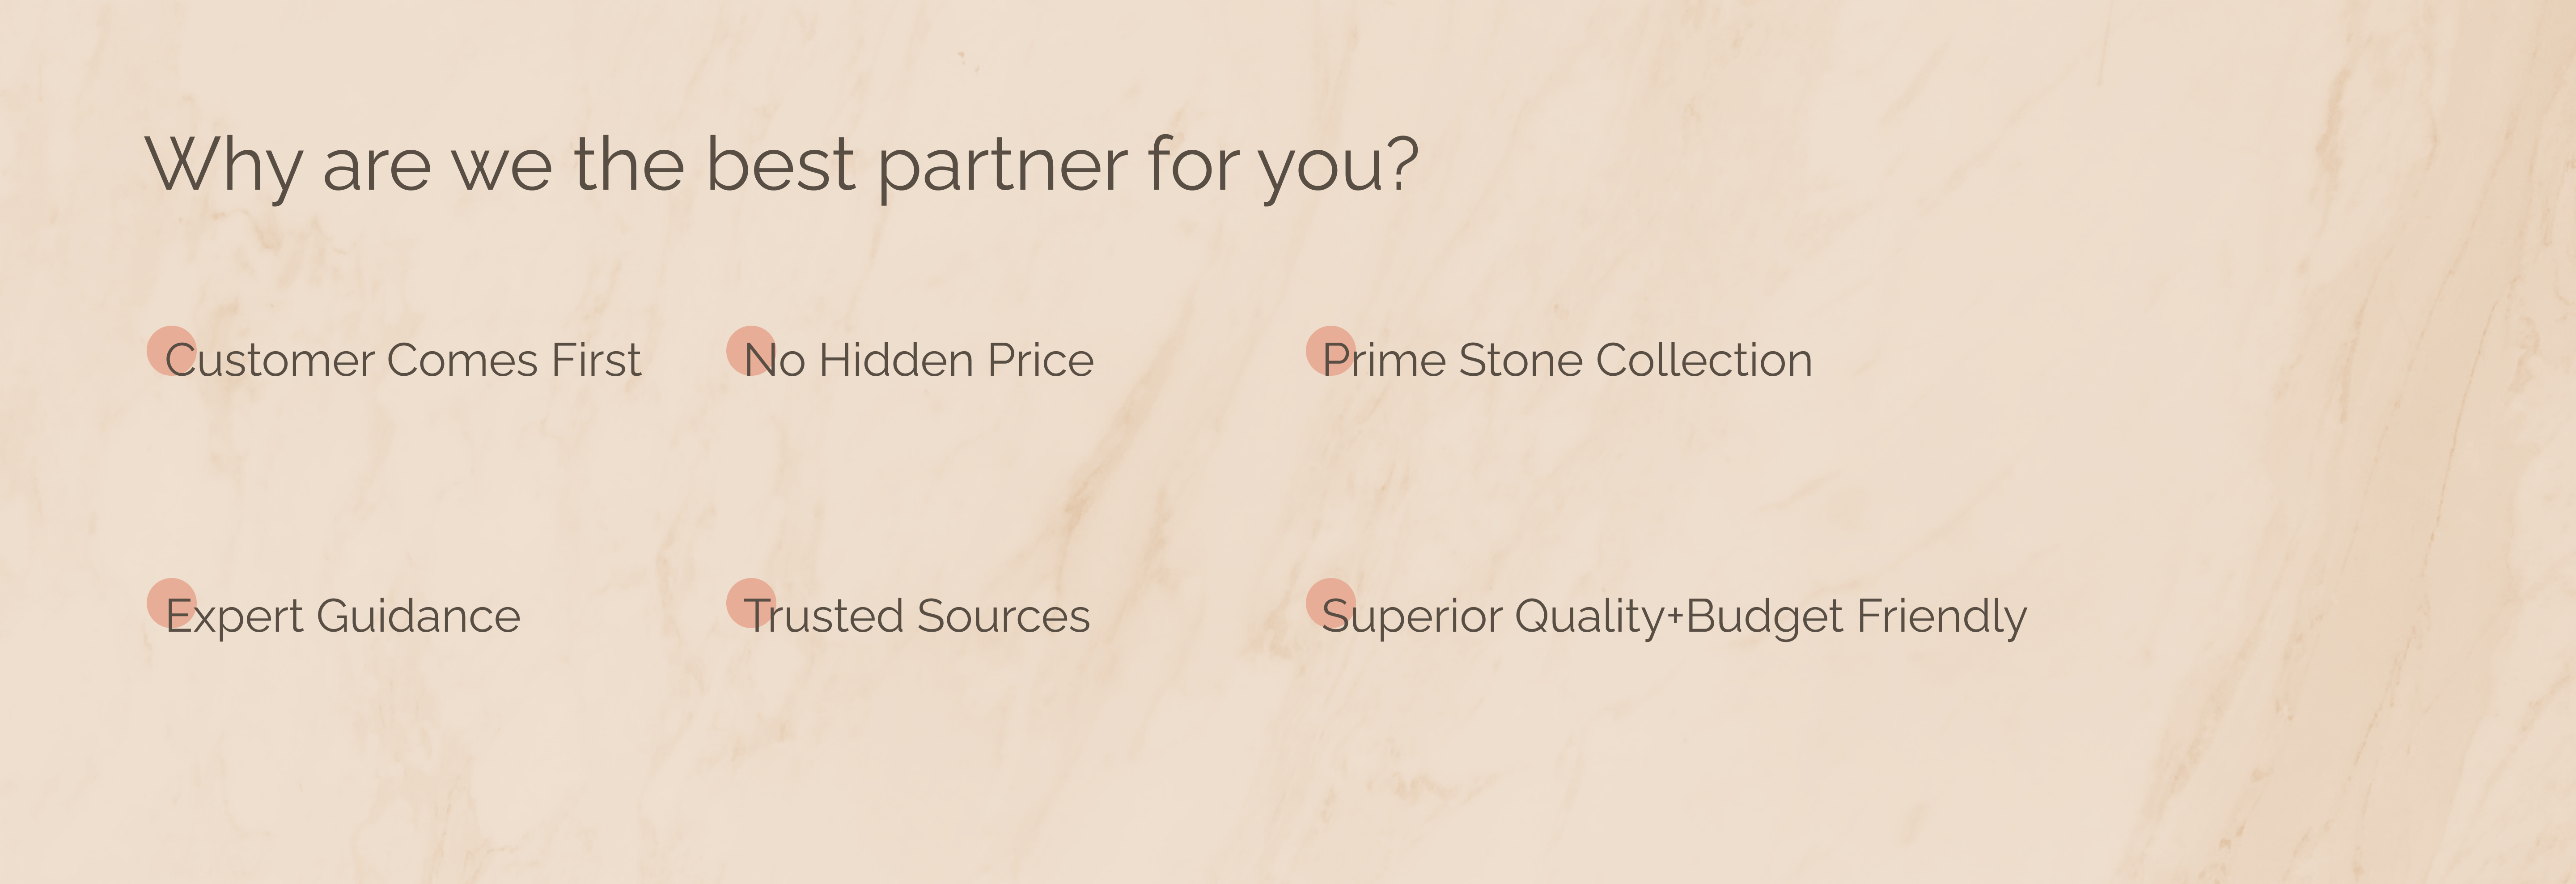 Why are we the best partner for you?
Customer Comes First
No Hidden Price
Prime Stone Collection
Expert Guidance
Trusted Sources
Superior Quality+Budget Friendly